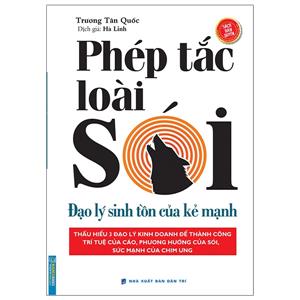 Trương Tân Quốc
Dịch giả: Hà Linh
SÁCH BẢN QUYỀN
Phép tắc
loài
SÓI
Đạo lý sinh tồn của kẻ mạnh
THẤU HIỂU 3 ĐẠO LÝ KINH DOANH ĐỂ THÀNH CÔNG
TRÍ TUỆ CỦA CÁO, PHƯƠNG HƯỚNG CỦA SÓI,
SỨC MẠNH CỦA CHIM ƯNG
NHÀ XUẤT BẢN DÂN TRÍ